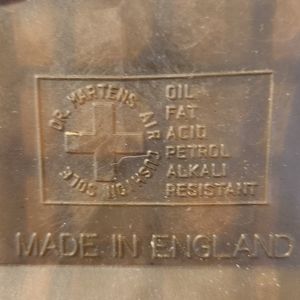 DR. MARTENS AIR CUSHION SOLE
OIL
FAT
ACID
PETROL
ALKALI
RESISTANT
MADE IN ENGLAND